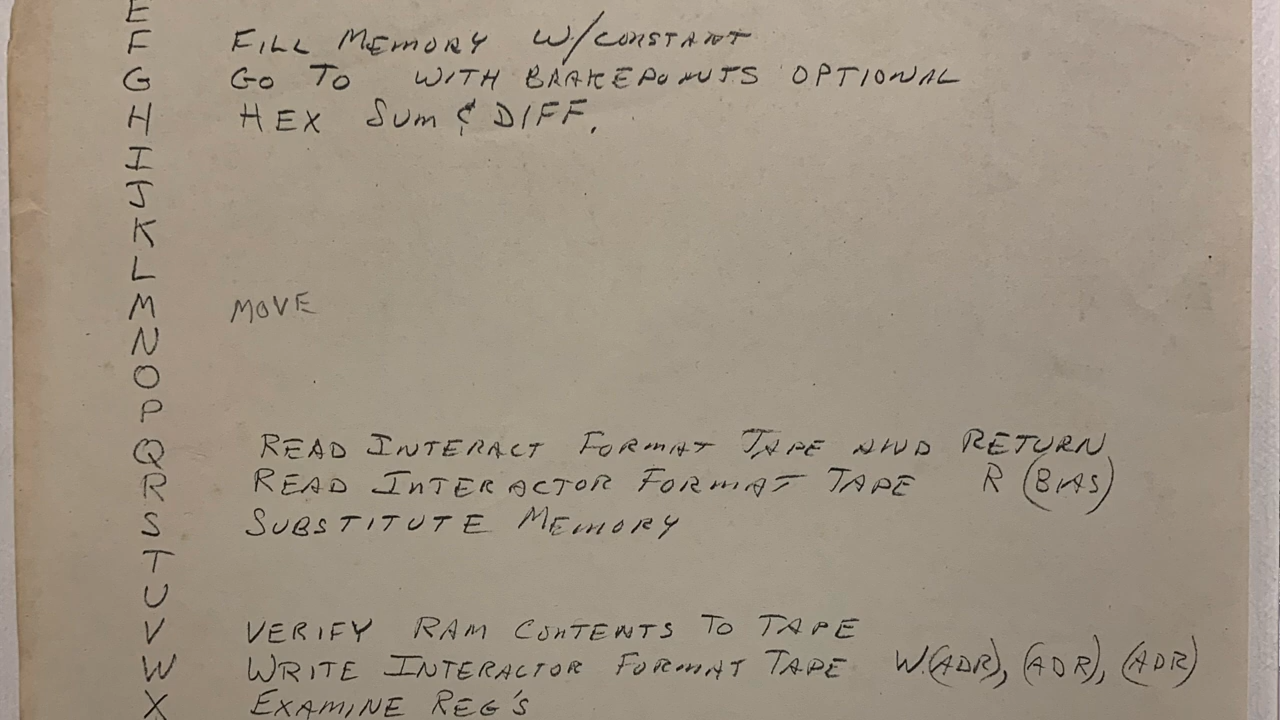 E
F FILL MEMORY W/CONSTANT
G GO TO WITH BRAKEPONUTS OPTIONAL
H HEX SUM & DIFF.
I
J
K
L
M MOVE
N
O
P
Q READ INTERACT FORMAT TAPE AND RETURN
R READ INTERACTOR FORMAT TAPE R (BIAS)
S SUBSTITUTE MEMORY
T
U
V VERIFY RAM CONTENTS TO TAPE
W WRITE INTERACTOR FORMAT TAPE W(ADR), (ADR), (ADR)
X EXAMINE REG'S